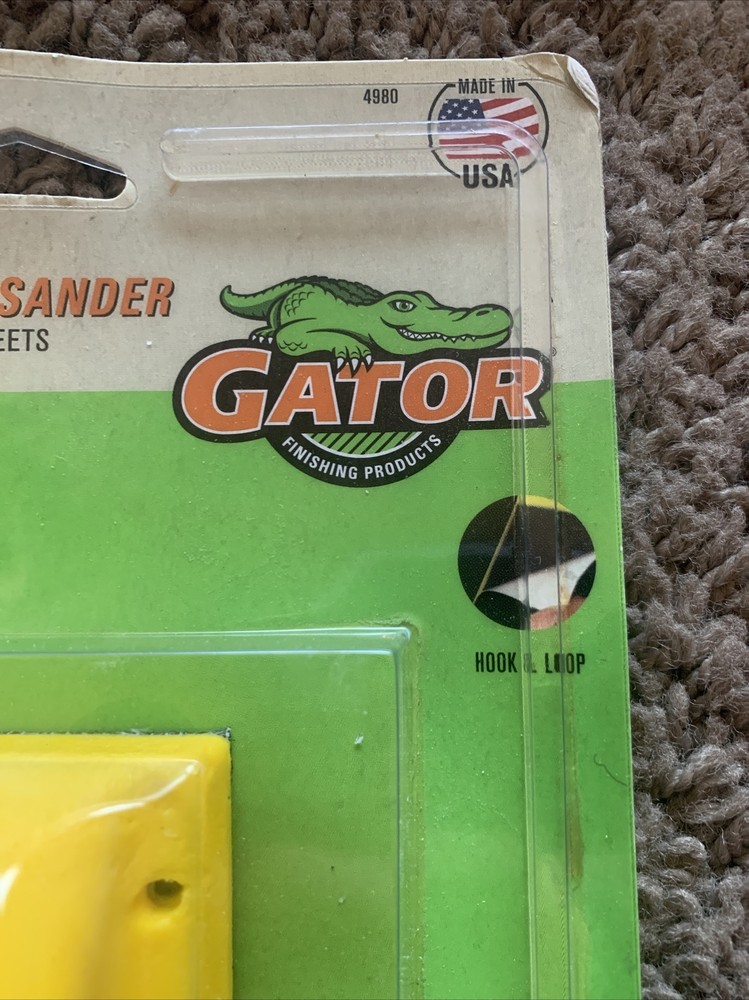 4980
MADE IN
USA
SANDER
EETS
GATOR
FINISHING PRODUCTS
HOOK & LOOP